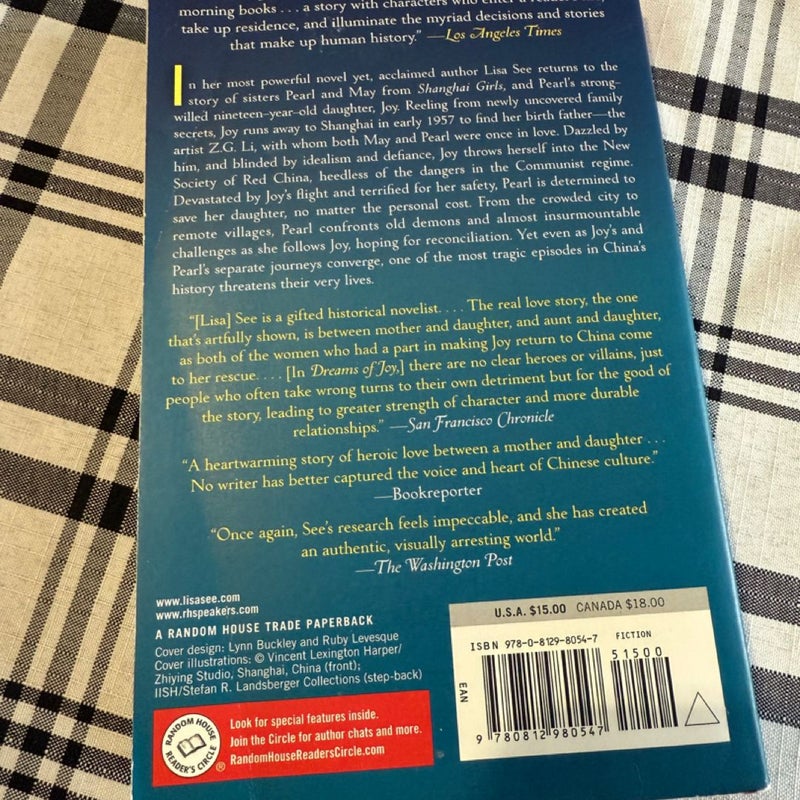 morning books . . . a story with characters who enter a reader's life,
take up residence, and illuminate the myriad decisions and stories
that make up human history." —Los Angeles Times
In her most powerful novel yet, acclaimed author Lisa See returns to the
story of sisters Pearl and May from Shanghai Girls, and Pearl's strong-
willed nineteen-year-old daughter, Joy. Reeling from newly uncovered family
secrets, Joy runs away to Shanghai in early 1957 to find her birth father—the
artist Z.G. Li, with whom both May and Pearl were once in love. Dazzled by
him, and blinded by idealism and defiance, Joy throws herself into the New
Society of Red China, heedless of the dangers in the Communist regime.
Devastated by Joy's flight and terrified for her safety, Pearl is determined to
save her daughter, no matter the personal cost. From the crowded city to
remote villages, Pearl confronts old demons and almost insurmountable
challenges as she follows Joy, hoping for reconciliation. Yet even as Joy's and
Pearl's separate journeys converge, one of the most tragic episodes in China's
history threatens their very lives.
"[Lisa] See is a gifted historical novelist. . . . The real love story, the one
that's artfully shown, is between mother and daughter, and aunt and daughter,
as both of the women who had a part in making Joy return to China come
to her rescue. . . . [In Dreams of Joy,] there are no clear heroes or villains, just
people who often take wrong turns to their own detriment but for the good of
the story, leading to greater strength of character and more durable
relationships." —San Francisco Chronicle
"A heartwarming story of heroic love between a mother and daughter . . .
No writer has better captured the voice and heart of Chinese culture."
—Bookreporter
"Once again, See's research feels impeccable, and she has created
an authentic, visually arresting world."
—The Washington Post
www.lisasee.com
www.rhspeakers.com
A RANDOM HOUSE TRADE PAPERBACK
Cover design: Lynn Buckley and Ruby Levesque
Cover illustrations: © Vincent Lexington Harper/
Zhiying Studio, Shanghai, China (front);
IISH/Stefan R. Landsberger Collections (step-back)
RANDOM HOUSE
READER'S CIRCLE
®
Look for special features inside.
Join the Circle for author chats and more.
RandomHouseReadersCircle.com
U.S.A. $15.00 CANADA $18.00
ISBN 978-0-8129-8054-7 FICTION
51500
EAN
9 780812 980547